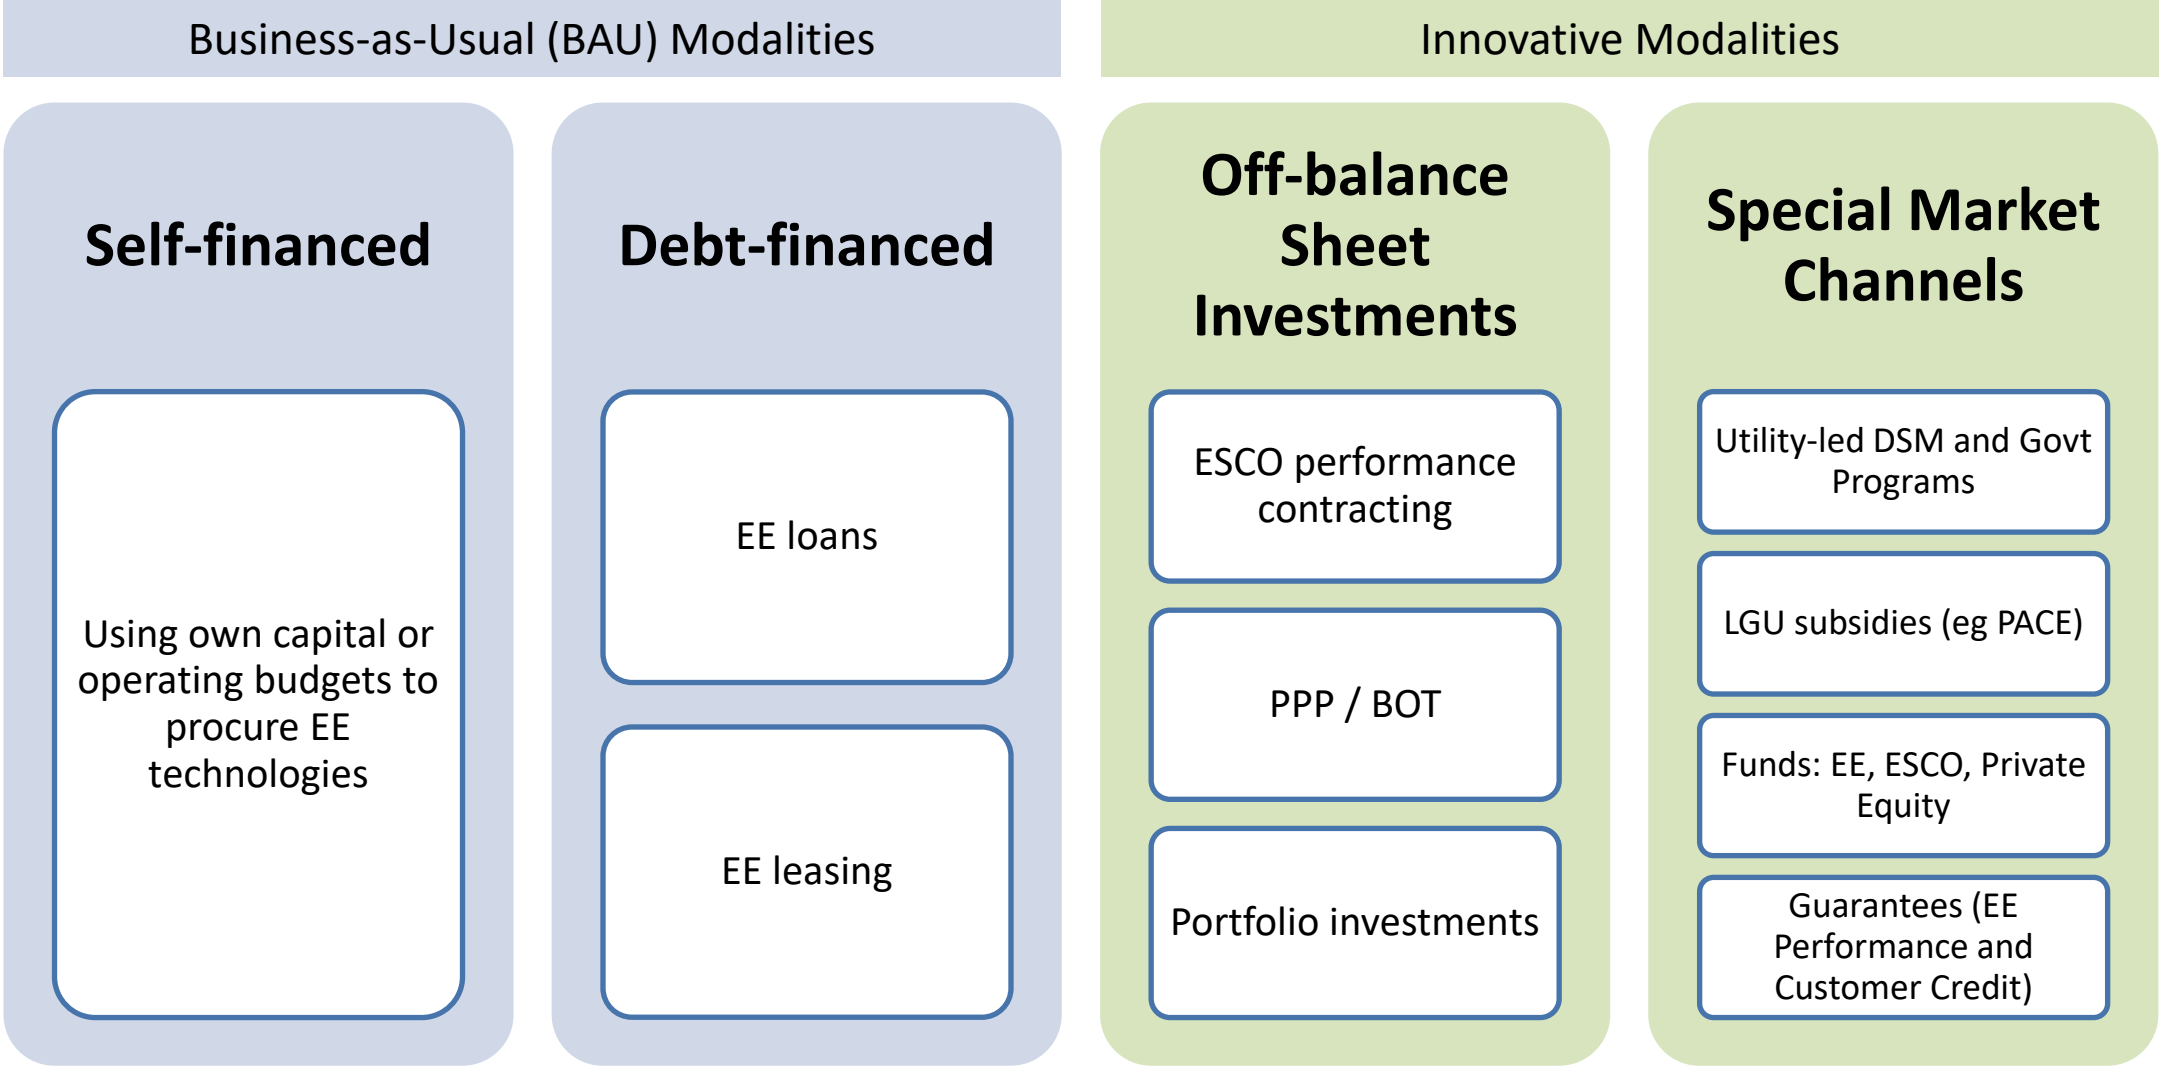 Business-as-Usual (BAU) Modalities
Innovative Modalities
Self-financed
Using own capital or
operating budgets to
procure EE
technologies
Debt-financed
EE loans
EE leasing
Off-balance
Sheet
Investments
ESCO performance
contracting
PPP / BOT
Portfolio investments
Special Market
Channels
Utility-led DSM and Govt
Programs
LGU subsidies (eg PACE)
Funds: EE, ESCO, Private
Equity
Guarantees (EE
Performance and
Customer Credit)